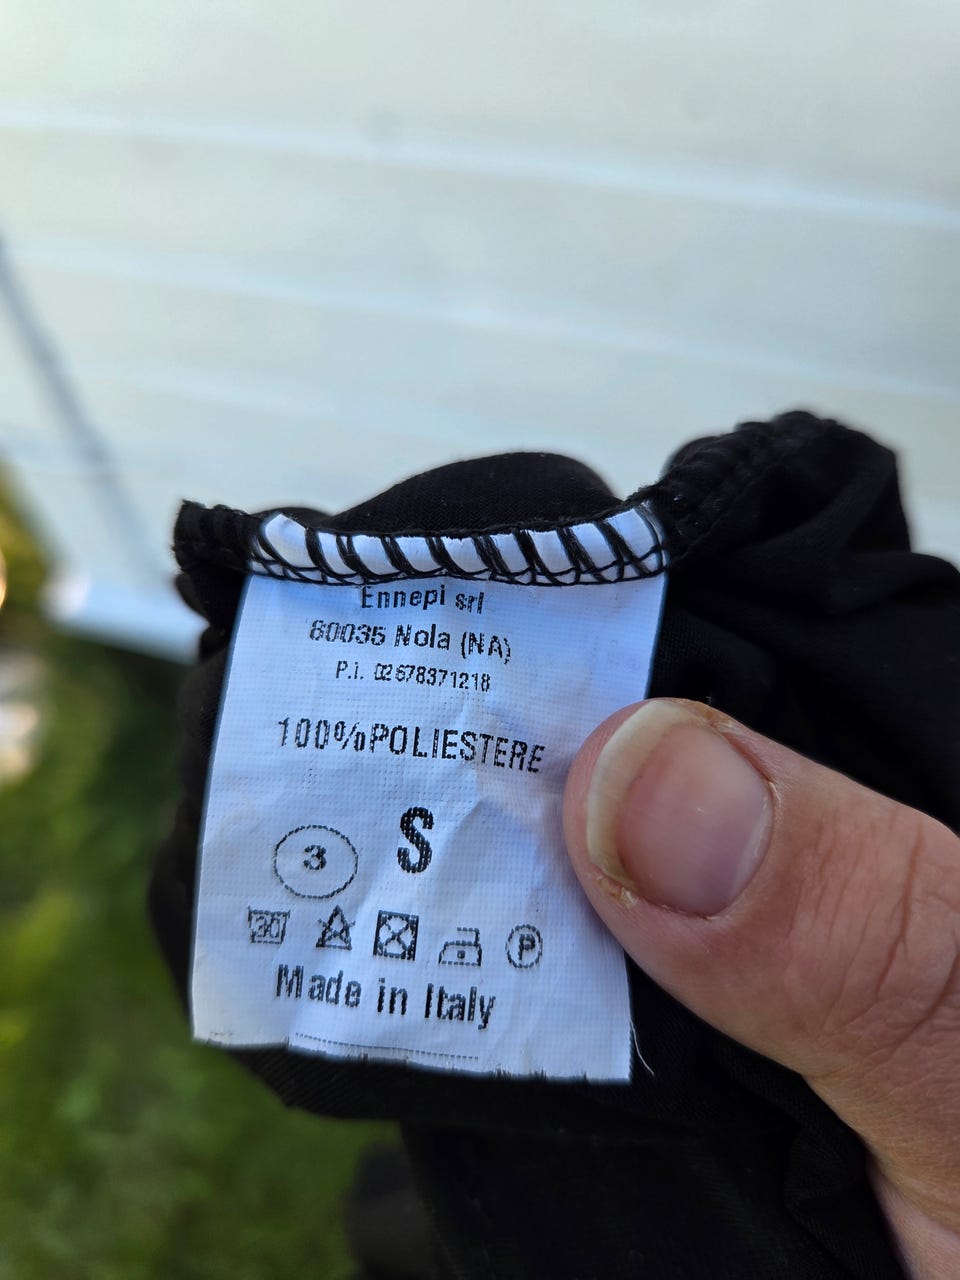 Ennepi srl
80035 Nola (NA)
P.I. 02678371218
100%POLIESTERE
S
3
30
P
Made in Italy